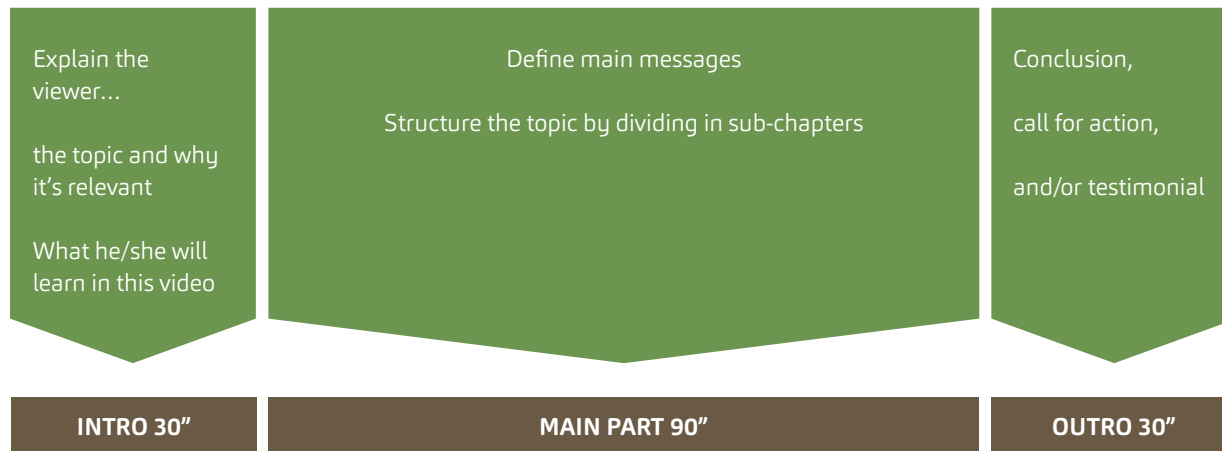 Explain the
viewer...
the topic and why
it's relevant
What he/she will
learn in this video
Define main messages
Structure the topic by dividing in sub-chapters
Conclusion,
call for action,
and/or testimonial
INTRO 30”
MAIN PART 90”
OUTRO 30”